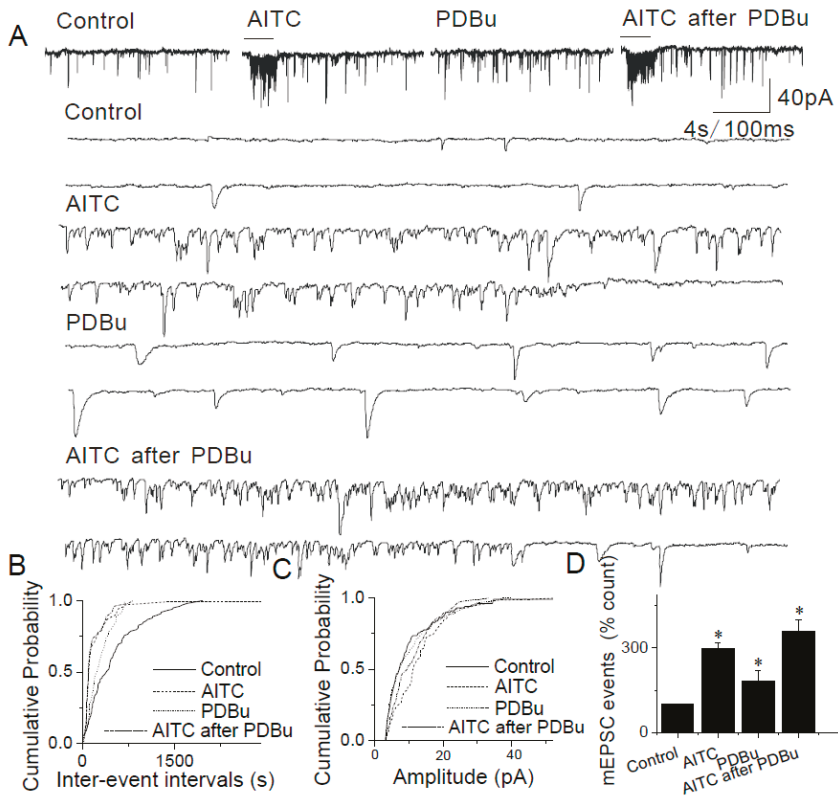 A
Control AITC PDBu AITC after PDBu
40pA
4s/100ms
Control
AITC
PDBu
AITC after PDBu
B
Cumulative Probability
1.0
0.5
0.0
0 1500
Inter-event intervals (s)
Control
AITC
PDBu
AITC after PDBu
C
Cumulative Probability
1.0
0.5
0.0
0 20 40
Amplitude (pA)
Control
AITC
PDBu
AITC after PDBu
D
mEPSC events (% count)
300
0
* * *
Control
AITC
PDBu
AITC after PDBu